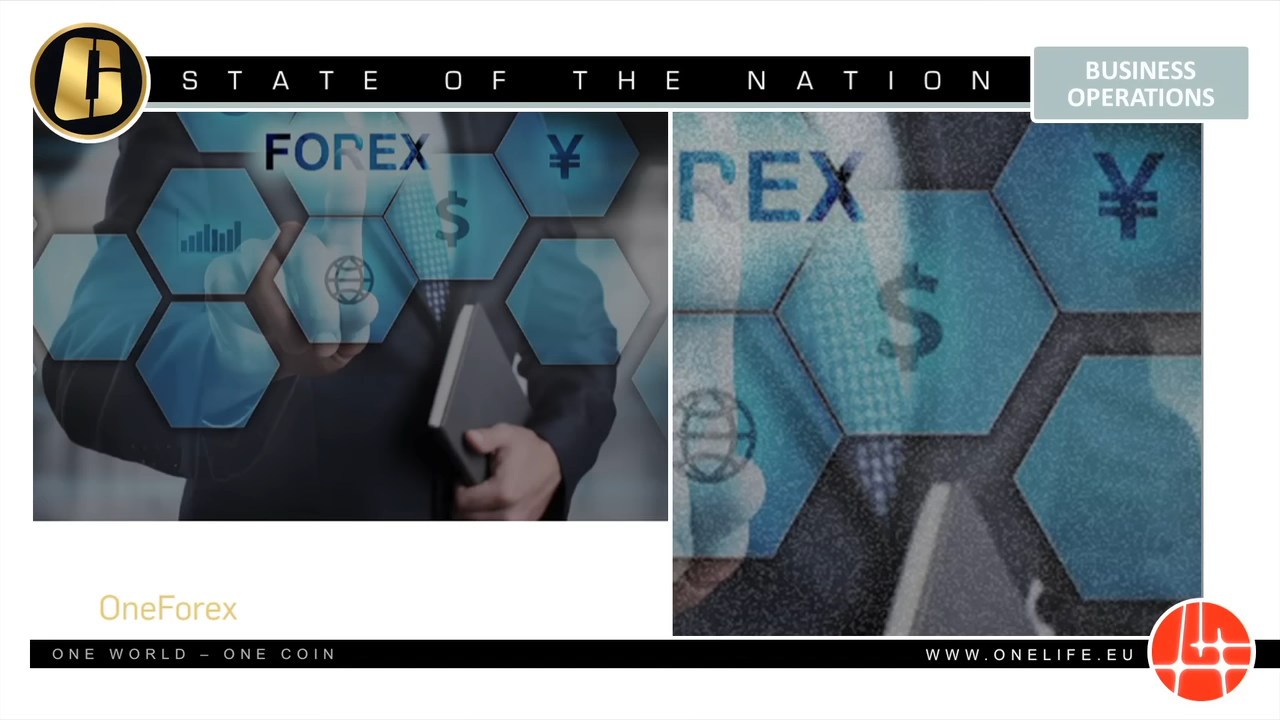 STATE OF THE NATION
BUSINESS
OPERATIONS
FOREX
¥
$
REX
¥
$
OneForex
ONE WORLD – ONE COIN
WWW.ONELIFE.EU